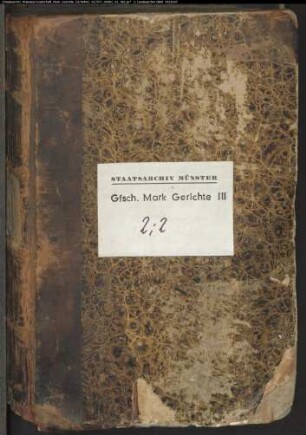 STAATSARCHIV MÜNSTER
Gfsch. Mark Gerichte III
2;2